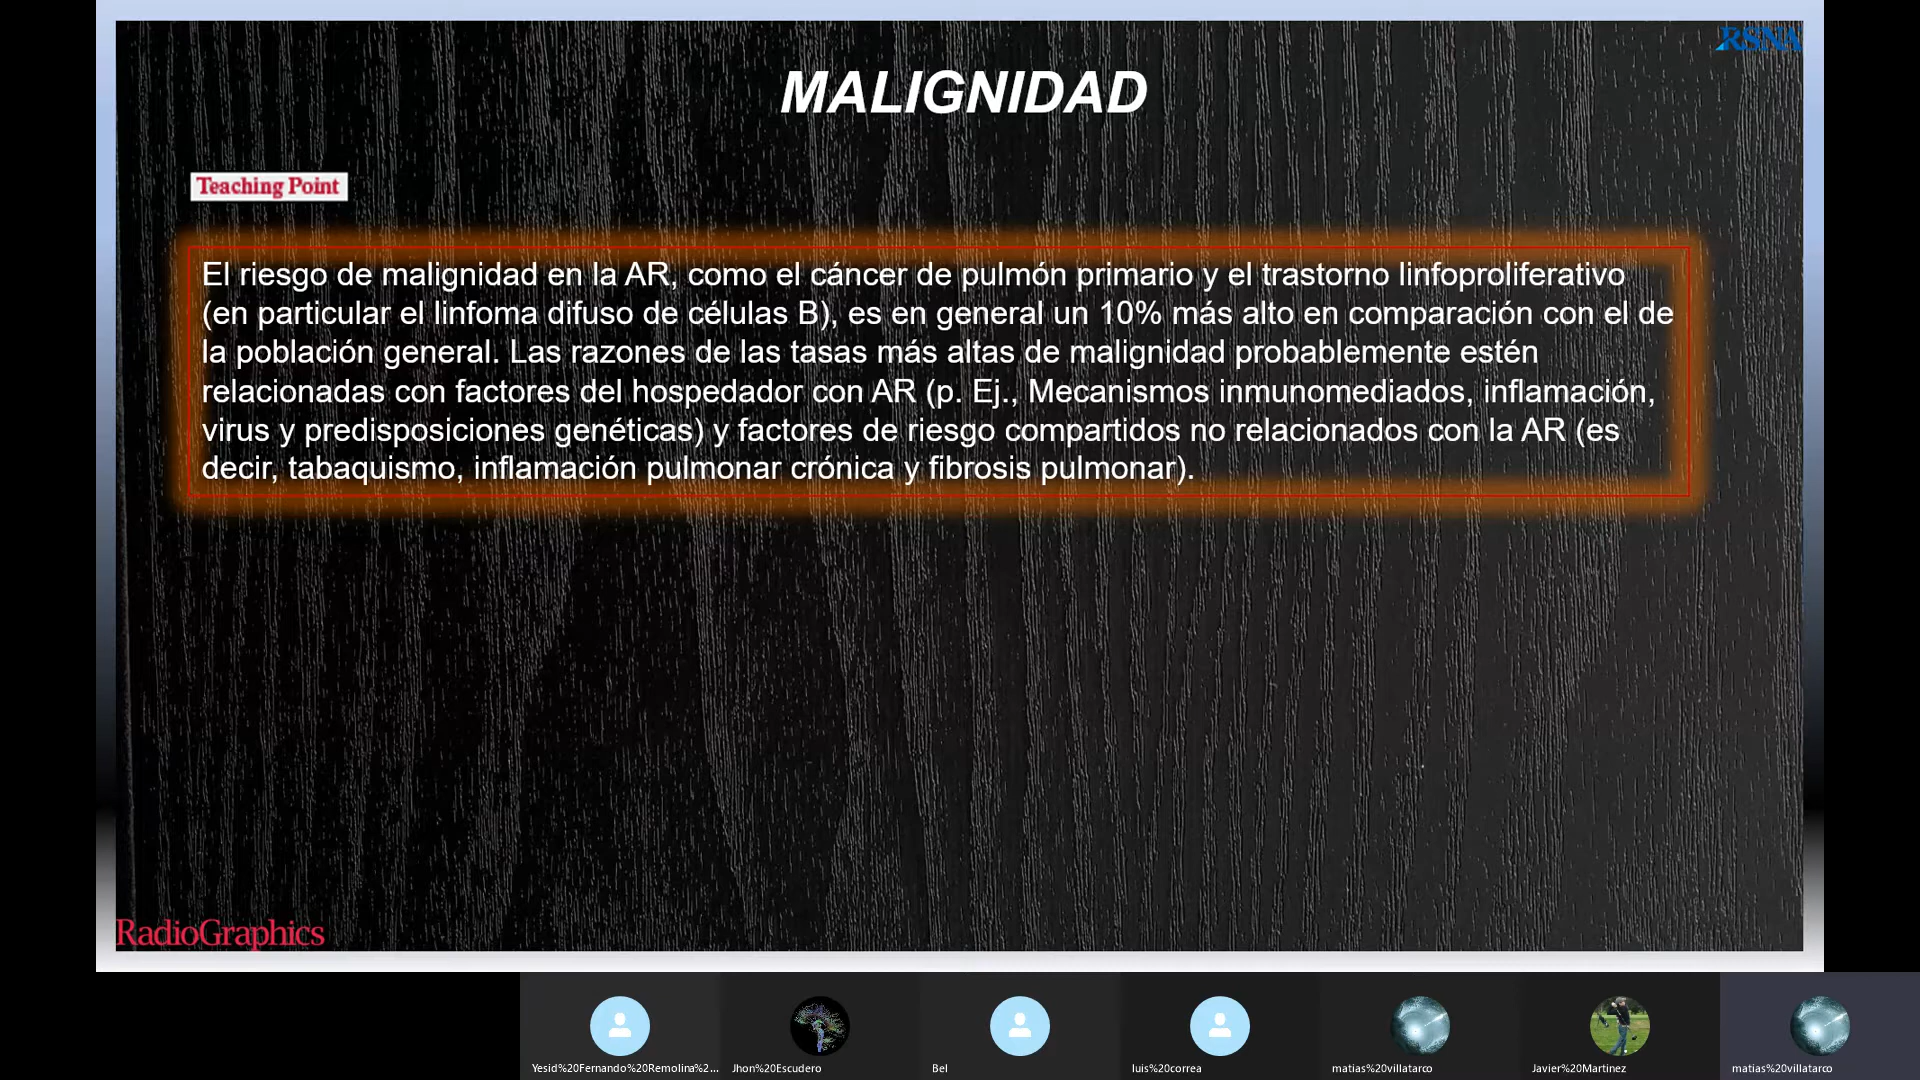 RSNA
MALIGNIDAD
Teaching Point
El riesgo de malignidad en la AR, como el cáncer de pulmón primario y el trastorno linfoproliferativo
(en particular el linfoma difuso de células B), es en general un 10% más alto en comparación con el de
la población general. Las razones de las tasas más altas de malignidad probablemente estén
relacionadas con factores del hospedador con AR (p. Ej., Mecanismos inmunomediados, inflamación,
virus y predisposiciones genéticas) y factores de riesgo compartidos no relacionados con la AR (es
decir, tabaquismo, inflamación pulmonar crónica y fibrosis pulmonar).
RadioGraphics
Yesid%20Fernando%20Remolina%2...
Jhon%20Escudero
Bel
luis%20correa
matias%20villatarco
Javier%20Martinez
matias%20villatarco